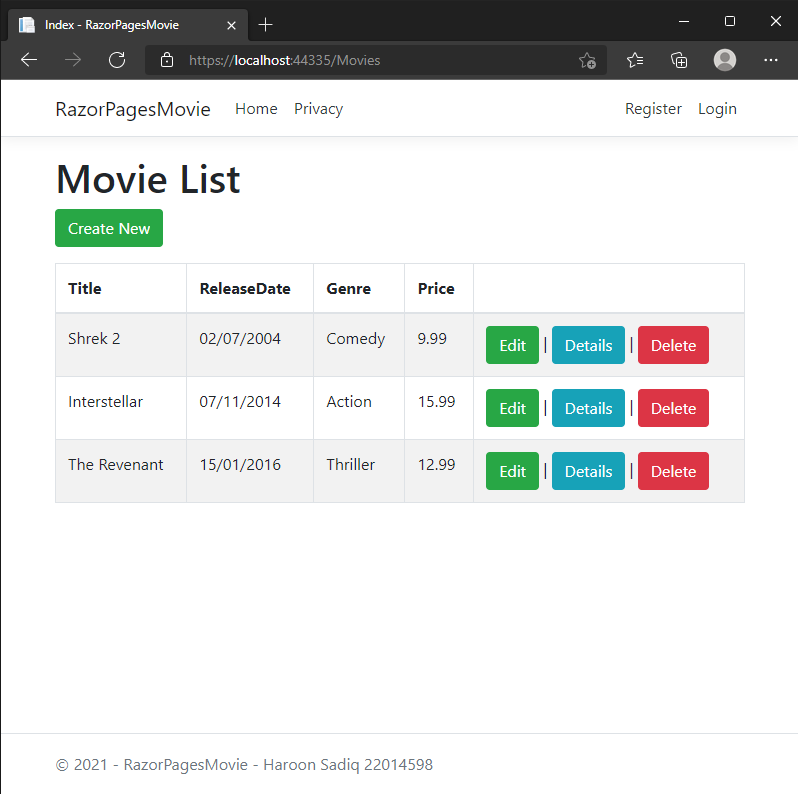 Index - RazorPagesMovie
https://localhost:44335/Movies
RazorPagesMovie Home Privacy Register Login
Movie List
Create New
Title ReleaseDate Genre Price
Shrek 2 02/07/2004 Comedy 9.99 Edit | Details | Delete
Interstellar 07/11/2014 Action 15.99 Edit | Details | Delete
The Revenant 15/01/2016 Thriller 12.99 Edit | Details | Delete
© 2021 - RazorPagesMovie - Haroon Sadiq 22014598